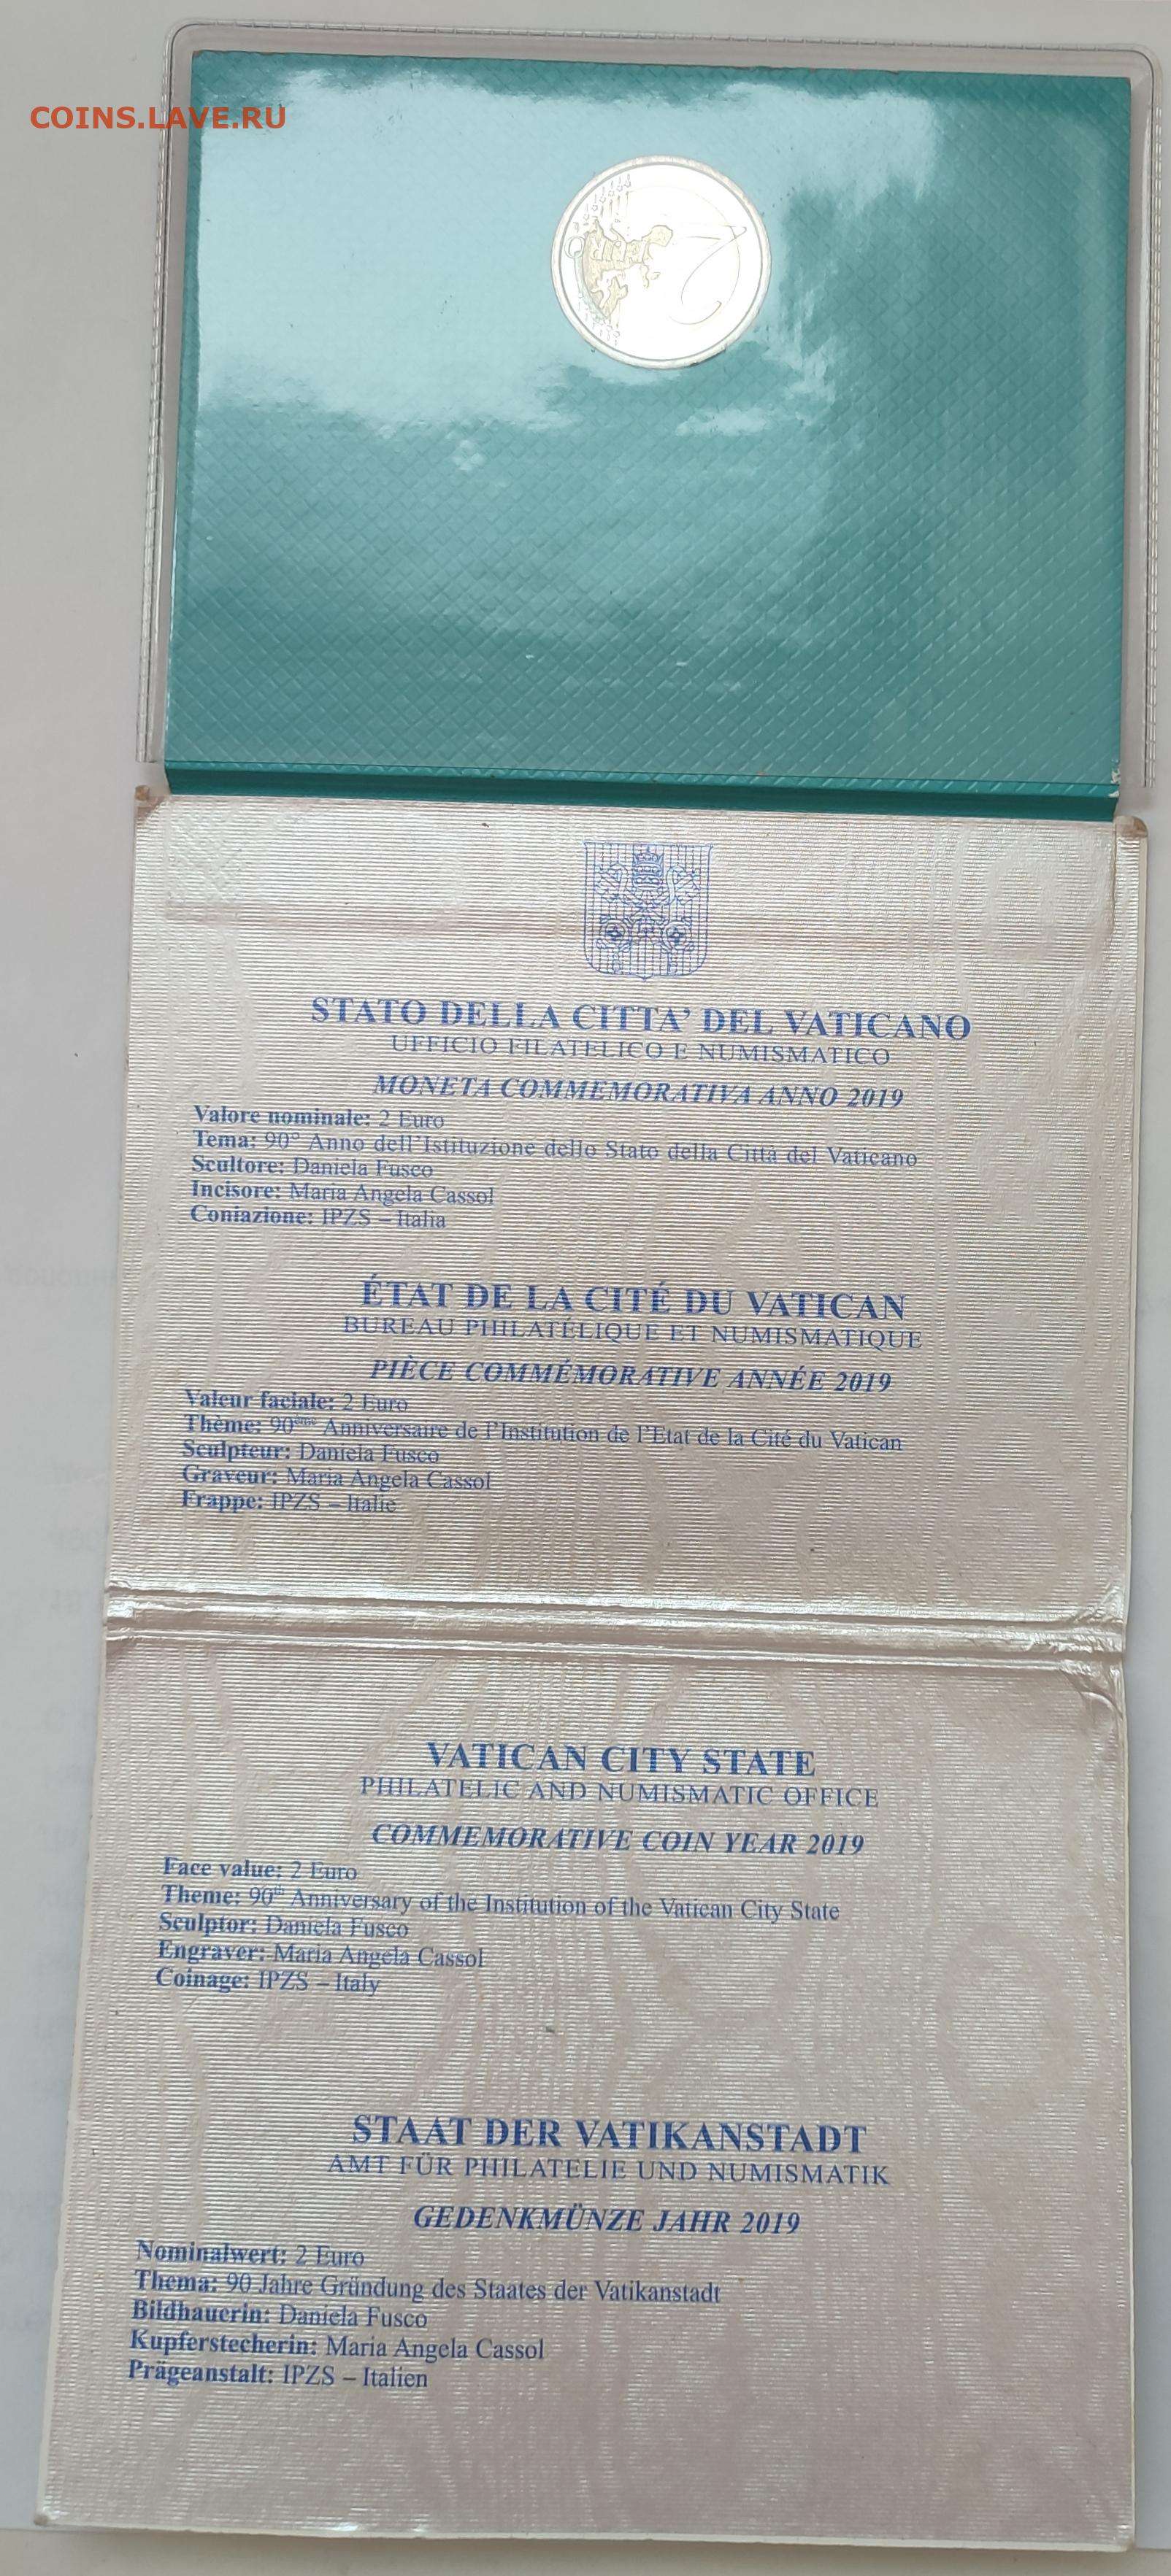 COINS.LAVE.RU
2
STATO DELLA CITTA' DEL VATICANO
UFFICIO FILATELICO E NUMISMATICO
MONETA COMMEMORATIVA ANNO 2019
Valore nominale: 2 Euro
Tema: 90° Anno dell'Istituzione dello Stato della Città del Vaticano
Scultore: Daniela Fusco
Incisore: Maria Angela Cassol
Coniazione: IPZS – Italia
ÉTAT DE LA CITÉ DU VATICAN
BUREAU PHILATÉLIQUE ET NUMISMATIQUE
PIÈCE COMMÉMORATIVE ANNÉE 2019
Valeur faciale: 2 Euro
Thème: 90ème Anniversaire de l'Institution de l'Etat de la Cité du Vatican
Sculpteur: Daniela Fusco
Graveur: Maria Angela Cassol
Frappe: IPZS – Italie
VATICAN CITY STATE
PHILATELIC AND NUMISMATIC OFFICE
COMMEMORATIVE COIN YEAR 2019
Face value: 2 Euro
Theme: 90th Anniversary of the Institution of the Vatican City State
Sculptor: Daniela Fusco
Engraver: Maria Angela Cassol
Coinage: IPZS – Italy
STAAT DER VATIKANSTADT
AMT FÜR PHILATELIE UND NUMISMATIK
GEDENKMÜNZE JAHR 2019
Nominalwert: 2 Euro
Thema: 90 Jahre Gründung des Staates der Vatikanstadt
Bildhauerin: Daniela Fusco
Kupferstecherin: Maria Angela Cassol
Prägeanstalt: IPZS – Italien